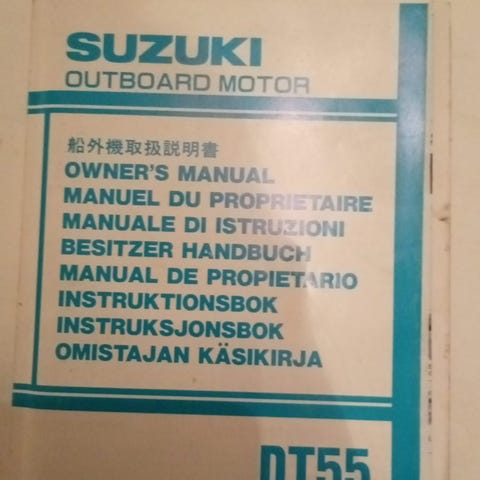 SUZUKI
OUTBOARD MOTOR
船外機取扱説明書
OWNER'S MANUAL
MANUEL DU PROPRIETAIRE
MANUALE DI ISTRUZIONI
BESITZER HANDBUCH
MANUAL DE PROPIETARIO
INSTRUKTIONSBOK
INSTRUKSJONSBOK
OMISTAJAN KÄSIKIRJA
DT55